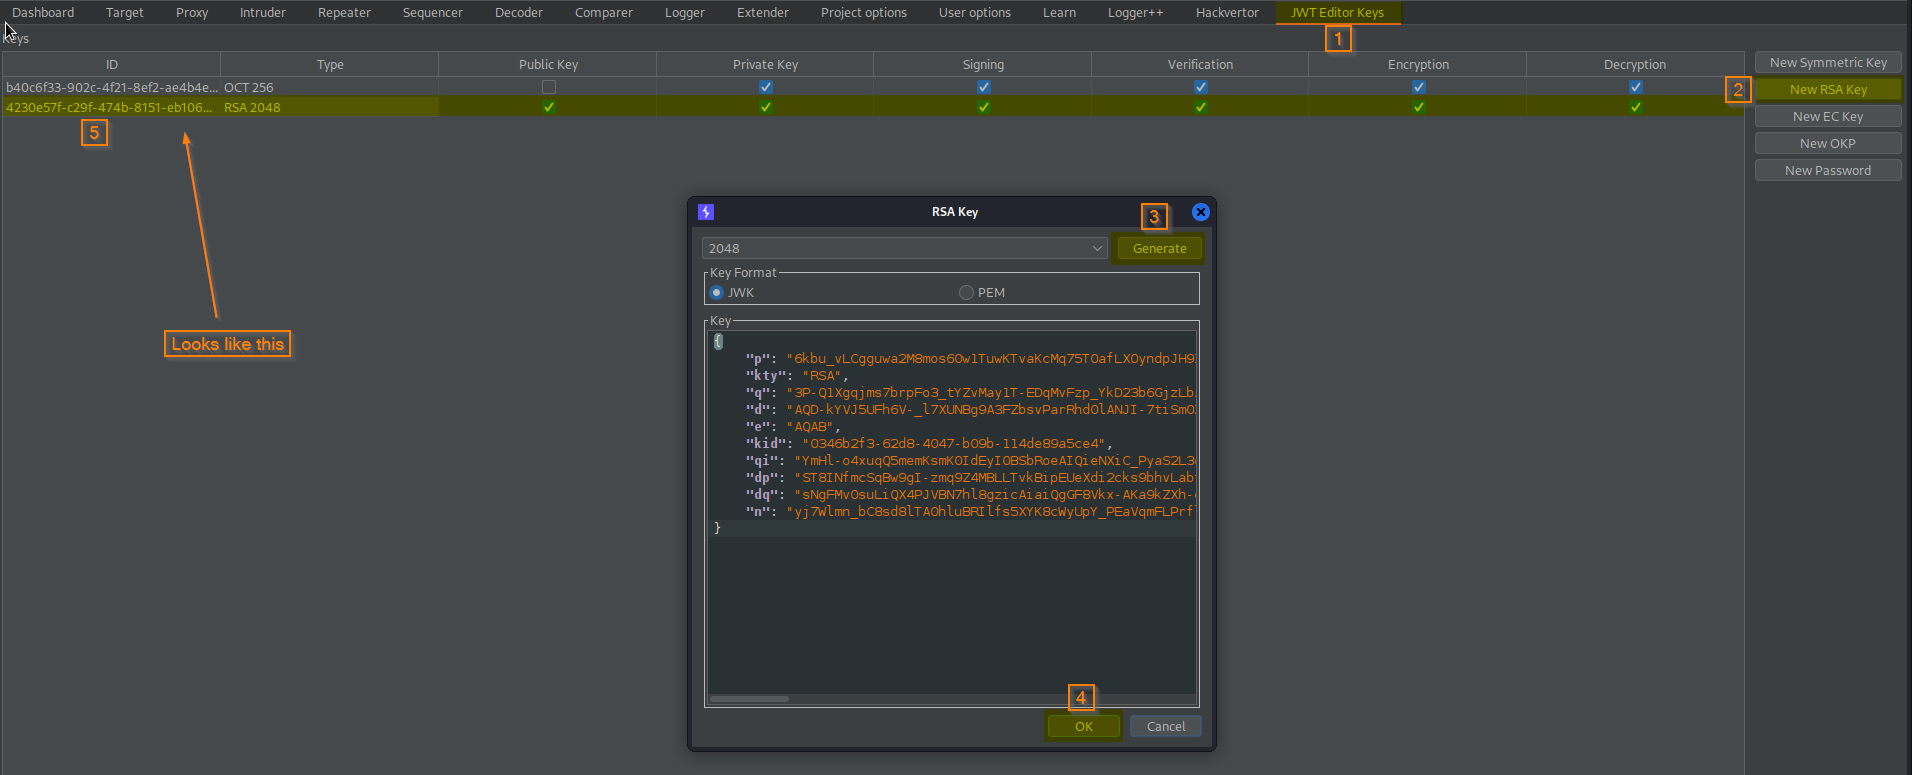 Dashboard Target Proxy Intruder Repeater Sequencer Decoder Comparer Logger Extender Project options User options Learn Logger++ Hackvertor JWT Editor Keys
1
Keys
ID Type Public Key Private Key Signing Verification Encryption Decryption
b40c6f33-902c-4f21-8ef2-ae4b4e... OCT 256
4230e57f-c29f-474b-8151-eb106... RSA 2048
5
Looks like this
New Symmetric Key
2 New RSA Key
New EC Key
New OKP
New Password
RSA Key
3
2048 Generate
Key Format
JWK PEM
Key
{
"p": "6kbu_vLCgguwa2M8mos60w1TuwKTvaKcMq75TOafLXOyndpJH9
"kty": "RSA",
"q": "3P-Q1Xgqjms7brpFo3_tYZvMay1T-EDqMvFzp_YkD23b6GjzLb
"d": "AQD-kYVJ5UFh6V-_l7XUNBg9A3FZbsvParRhdOlANJI-7tiSmO
"e": "AQAB",
"kid": "0346b2f3-62d8-4047-b09b-114de89a5ce4",
"qi": "YmHl-o4xuqQ5memKsmKOIdEyI0BSbRoeAIQieNXiC_PyaS2L3
"dp": "ST8INfmcSqBw9gI-zmq9Z4MBLLTvkBipEUeXdi2cks9bhvLab
"dq": "sNgFMvOsuLiQX4PJVBN7hl8gzicAiaiQgGF8Vkx-AKa9kZXh-
"n": "yj7Wlmn_bC8sd8lTA0hluBRIlfs5XYK8cWyUpY_PEaVqmFLPrf
}
4
OK Cancel